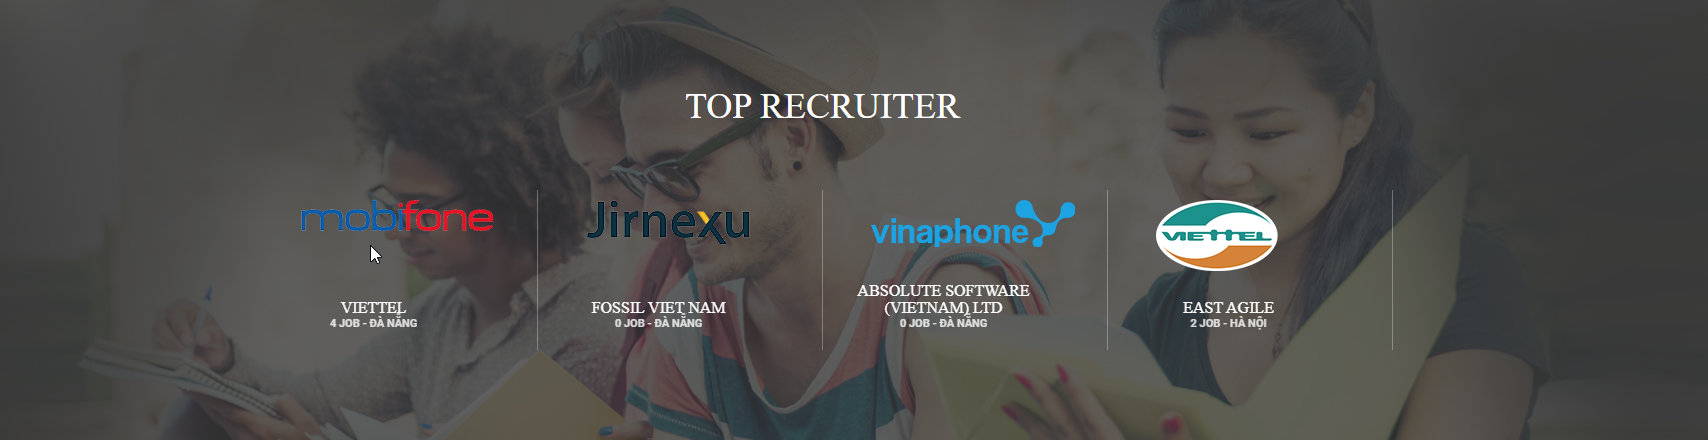 TOP RECRUITER
mobifone
Jirnexu
vinaphone
VIETTEL
VIETTEL
4 JOB - ĐÀ NẴNG
FOSSIL VIET NAM
0 JOB - ĐÀ NẴNG
ABSOLUTE SOFTWARE
(VIETNAM) LTD
0 JOB - ĐÀ NẴNG
EAST AGILE
2 JOB - HÀ NỘI